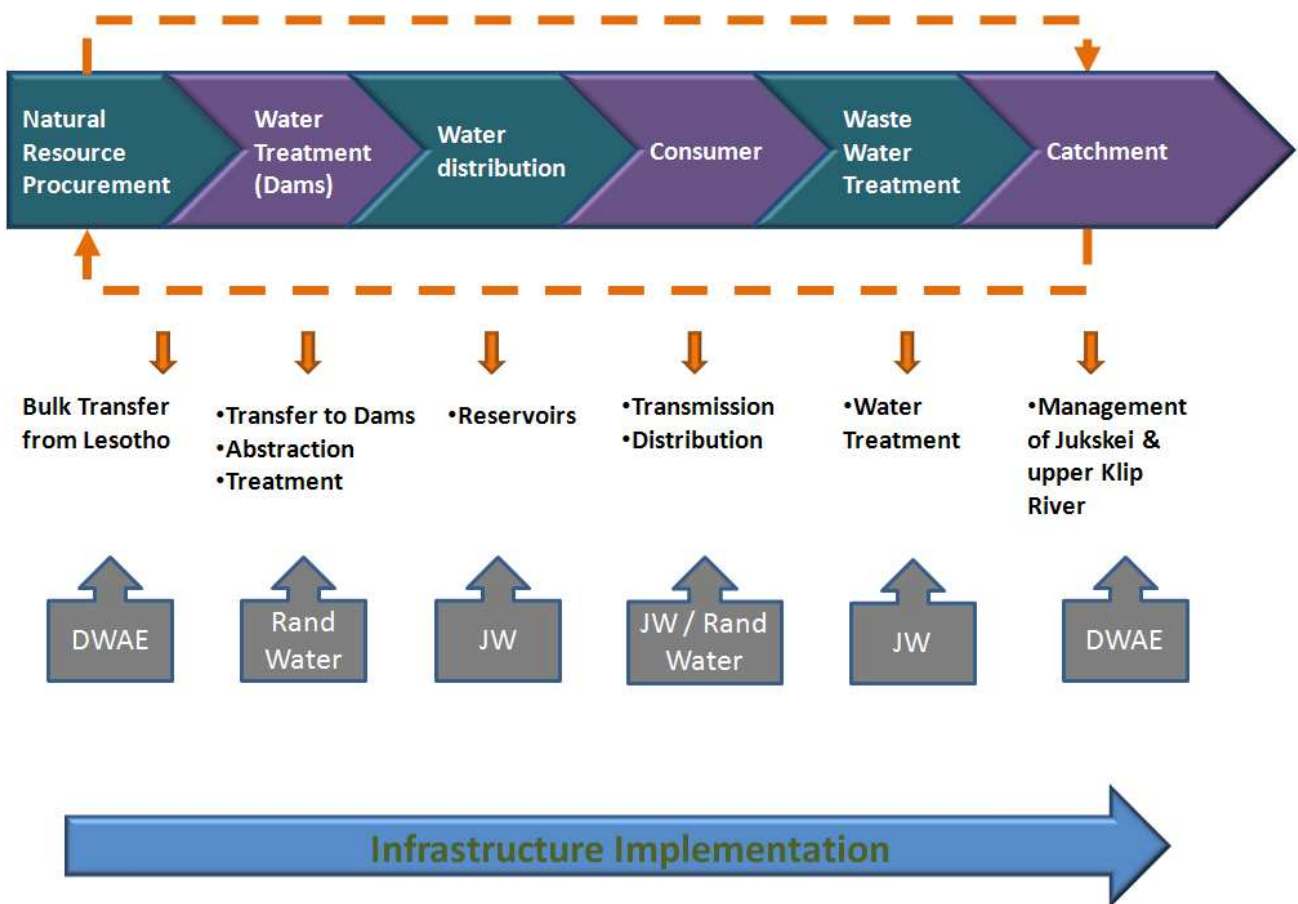 Natural
Resource
Procurement
Water
Treatment
(Dams)
Water
distribution
Consumer
Waste
Water
Treatment
Catchment
Bulk Transfer
from Lesotho
•Transfer to Dams
•Abstraction
•Treatment
•Reservoirs
•Transmission
•Distribution
•Water
Treatment
•Management
of Jukskei &
upper Klip
River
DWAE
Rand
Water
JW
JW / Rand
Water
JW
DWAE
Infrastructure Implementation